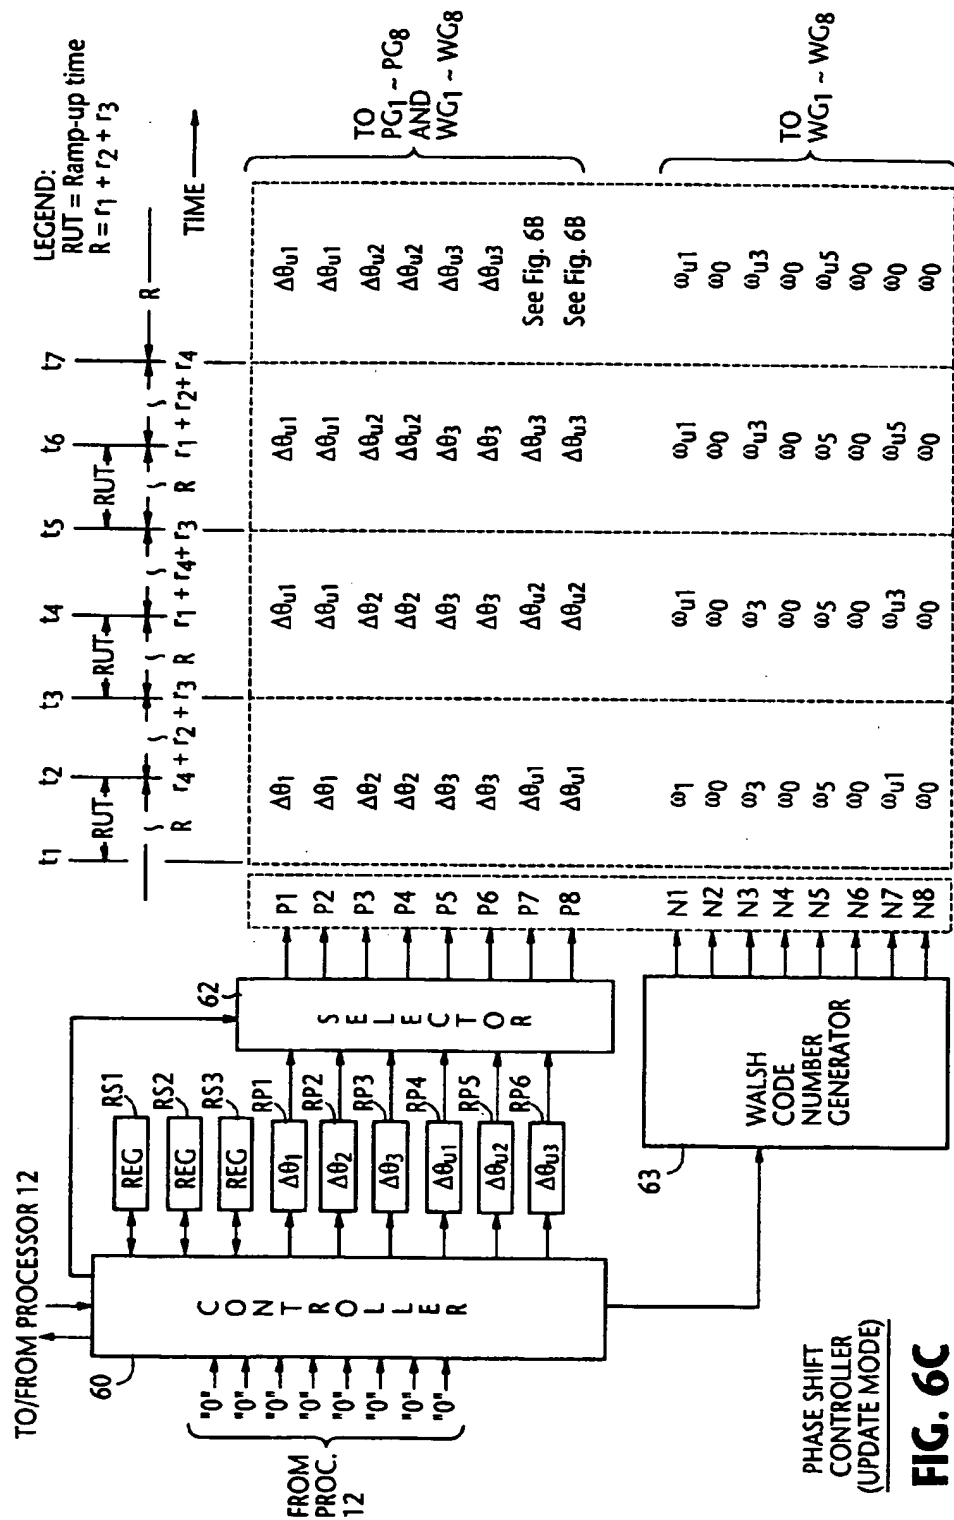 LEGEND:
RUT = Ramp-up time
R = r1 + r2 + r3
TIME
t1 t2 t3 t4 t5 t6 t7
RUT RUT RUT
R r4 + r2 + r3 R r1 + r4 + r3 R r1 + r2 + r4 R
TO/FROM PROCESSOR 12
60
CONTROLLER
"0"
"0"
"0"
"0"
"0"
"0"
"0"
"0"
FROM
PROC.
12
RS1 REG
RS2 REG
RS3 REG
RP1 Δθ1
RP2 Δθ2
RP3 Δθ3
RP4 Δθu1
RP5 Δθu2
RP6 Δθu3
62
SELECTOR
P1 Δθ1 Δθu1 Δθu1 Δθu1
P2 Δθ1 Δθu1 Δθu1 Δθu1
P3 Δθ2 Δθ2 Δθu2 Δθu2
P4 Δθ2 Δθ2 Δθu2 Δθu2
P5 Δθ3 Δθ3 Δθ3 Δθu3
P6 Δθ3 Δθ3 Δθ3 Δθu3
P7 Δθu1 Δθu2 Δθu3 See Fig. 6B
P8 Δθu1 Δθu2 Δθu3 See Fig. 6B
TO
PG1 ~ PG8
AND
WG1 ~ WG8
63
WALSH
CODE
NUMBER
GENERATOR
N1 ω1 ωu1 ωu1 ωu1
N2 ω0 ω0 ω0 ω0
N3 ω3 ω3 ωu3 ωu3
N4 ω0 ω0 ω0 ω0
N5 ω5 ω5 ω5 ωu5
N6 ω0 ω0 ω0 ω0
N7 ωu1 ωu3 ωu5 ω0
N8 ω0 ω0 ω0 ω0
TO
WG1 ~ WG8
PHASE SHIFT
CONTROLLER
(UPDATE MODE)
FIG. 6C